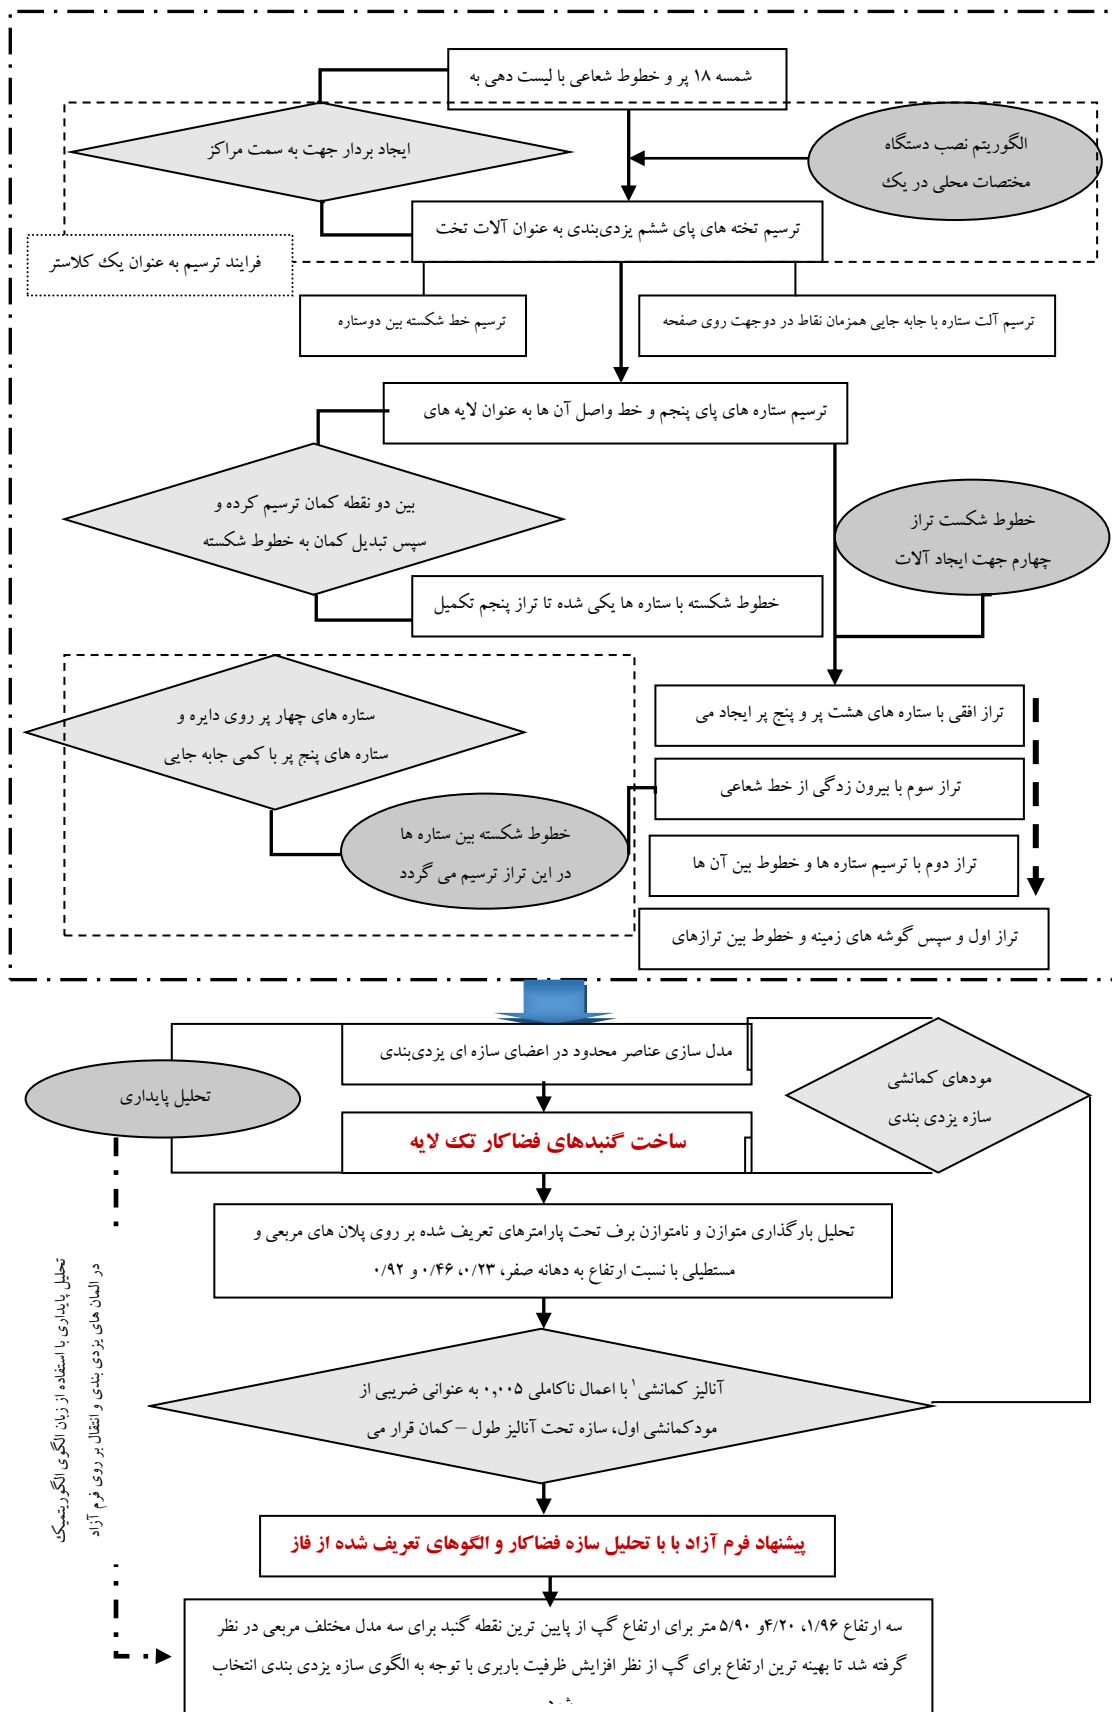 شمسه ۱۸ پر و خطوط شعاعی با لیست دهی به
ایجاد بردار جهت به سمت مراکز
الگوریتم نصب دستگاه
مختصات محلی در یک
ترسیم تخته های پای ششم یزدی‌بندی به عنوان آلات تخت
فرایند ترسیم به عنوان یک کلاستر
ترسیم خط شکسته بین دوستاره
ترسیم آلت ستاره با جابه جایی همزمان نقاط در دوجهت روی صفحه
ترسیم ستاره های پای پنجم و خط واصل آن ها به عنوان لایه های
بین دو نقطه کمان ترسیم کرده و
سپس تبدیل کمان به خطوط شکسته
خطوط شکست تراز
چهارم جهت ایجاد آلات
خطوط شکسته با ستاره ها یکی شده تا تراز پنجم تکمیل
ستاره های چهار پر روی دایره و
ستاره های پنج پر با کمی جابه جایی
تراز افقی با ستاره های هشت پر و پنج پر ایجاد می
تراز سوم با بیرون زدگی از خط شعاعی
خطوط شکسته بین ستاره ها
در این تراز ترسیم می گردد
تراز دوم با ترسیم ستاره ها و خطوط بین آن ها
تراز اول و سپس گوشه های زمینه و خطوط بین ترازهای
مدل سازی عناصر محدود در اعضای سازه ای یزدی‌بندی
مودهای کمانشی
سازه یزدی بندی
تحلیل پایداری
ساخت گنبدهای فضاکار تک لایه
تحلیل بارگذاری متوازن و نامتوازن برف تحت پارامترهای تعریف شده بر روی پلان های مربعی و
مستطیلی با نسبت ارتفاع به دهانه صفر، ۰/۲۳، ۰/۴۶ و ۰/۹۲
تحلیل پایداری با استفاده از زبان الگوی الگوریتمیک
در المان های یزدی بندی و انتقال بر روی فرم آزاد
آنالیز کمانشی۱ با اعمال ناکاملی ۰,۰۰۵ به عنوانی ضریبی از
مودکمانشی اول، سازه تحت آنالیز طول – کمان قرار می
پیشنهاد فرم آزاد با با تحلیل سازه فضاکار و الگوهای تعریف شده از فاز
سه ارتفاع ۱/۹۶، ۴/۲۰و ۵/۹۰ متر برای ارتفاع گپ از پایین ترین نقطه گنبد برای سه مدل مختلف مربعی در نظر
گرفته شد تا بهینه ترین ارتفاع برای گپ از نظر افزایش ظرفیت باربری با توجه به الگوی سازه یزدی بندی انتخاب